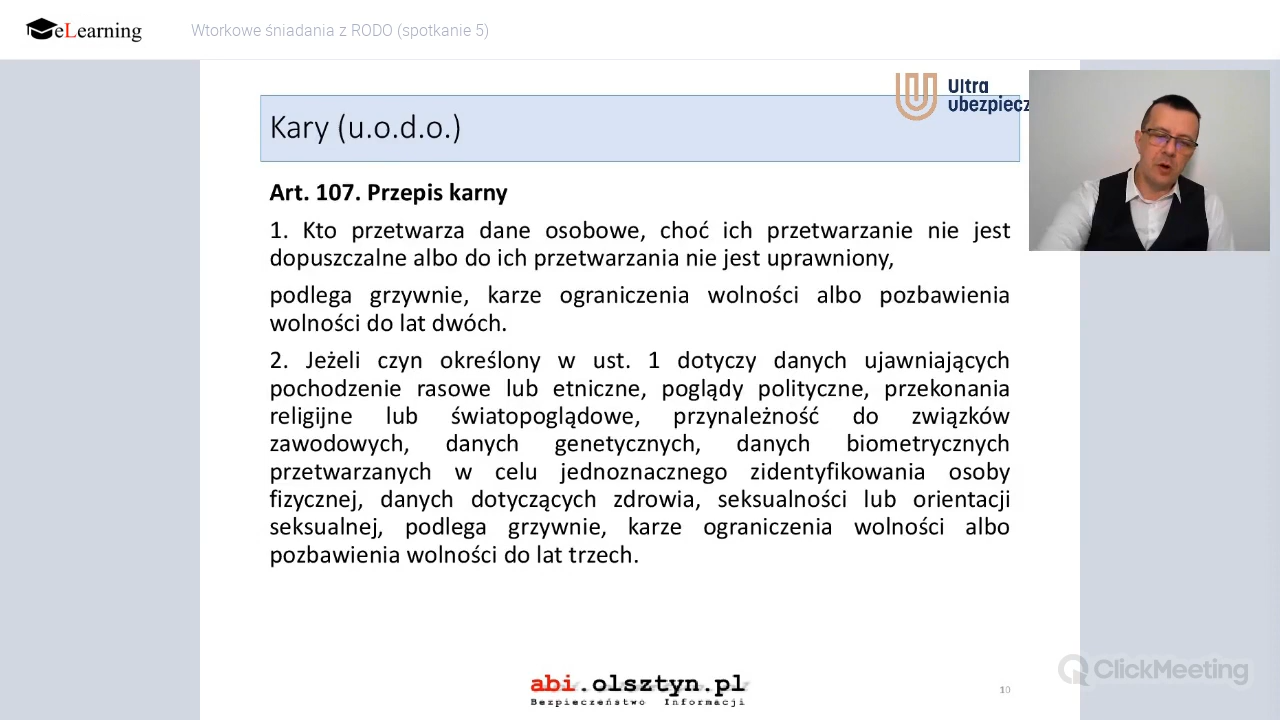 eLearning
Wtorkowe śniadania z RODO (spotkanie 5)
Ultra
ubezpiecz
Kary (u.o.d.o.)
Art. 107. Przepis karny
1. Kto przetwarza dane osobowe, choć ich przetwarzanie nie jest
dopuszczalne albo do ich przetwarzania nie jest uprawniony,
podlega grzywnie, karze ograniczenia wolności albo pozbawienia
wolności do lat dwóch.
2. Jeżeli czyn określony w ust. 1 dotyczy danych ujawniających
pochodzenie rasowe lub etniczne, poglądy polityczne, przekonania
religijne lub światopoglądowe, przynależność do związków
zawodowych, danych genetycznych, danych biometrycznych
przetwarzanych w celu jednoznacznego zidentyfikowania osoby
fizycznej, danych dotyczących zdrowia, seksualności lub orientacji
seksualnej, podlega grzywnie, karze ograniczenia wolności albo
pozbawienia wolności do lat trzech.
abi.olsztyn.pl
Bezpieczeństwo Informacji
10
ClickMeeting